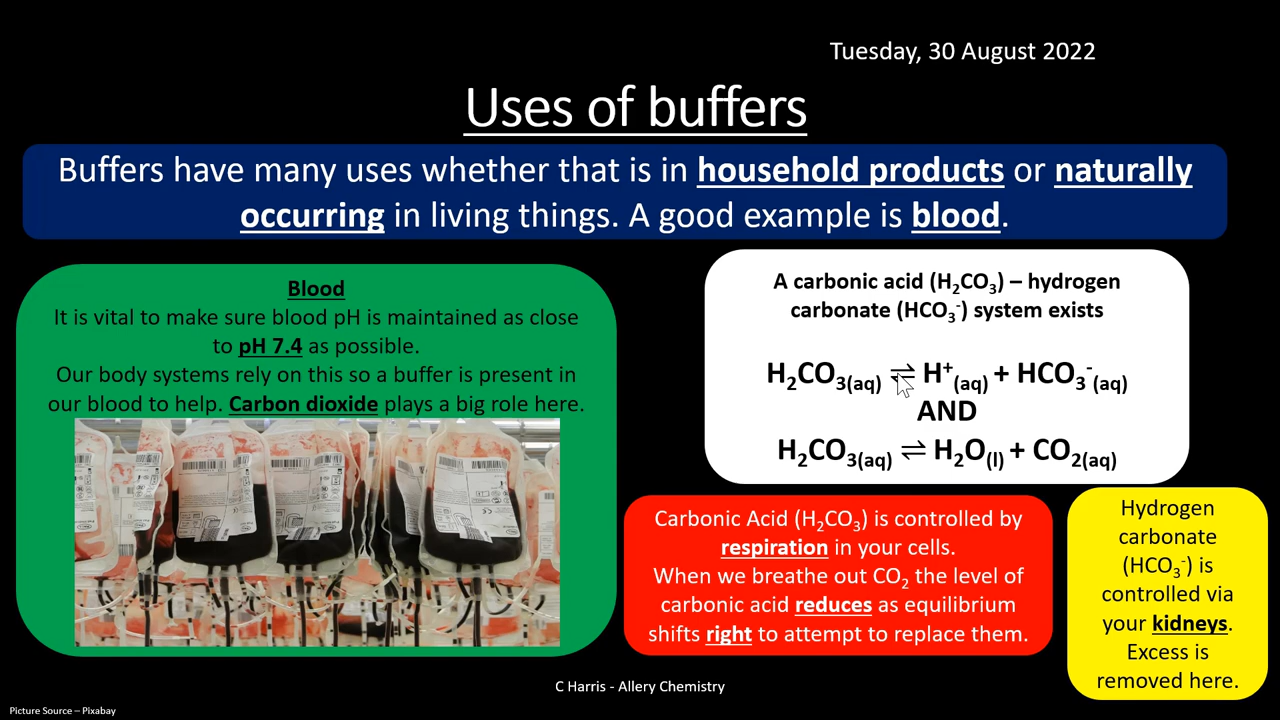 Tuesday, 30 August 2022
Uses of buffers
Buffers have many uses whether that is in household products or naturally
occurring in living things. A good example is blood.
Blood
It is vital to make sure blood pH is maintained as close
to pH 7.4 as possible.
Our body systems rely on this so a buffer is present in
our blood to help. Carbon dioxide plays a big role here.
A carbonic acid (H₂CO₃) – hydrogen
carbonate (HCO₃⁻) system exists
H₂CO₃(aq) ⇌ H⁺(aq) + HCO₃⁻(aq)
AND
H₂CO₃(aq) ⇌ H₂O(l) + CO₂(aq)
Carbonic Acid (H₂CO₃) is controlled by
respiration in your cells.
When we breathe out CO₂ the level of
carbonic acid reduces as equilibrium
shifts right to attempt to replace them.
Hydrogen
carbonate
(HCO₃⁻) is
controlled via
your kidneys.
Excess is
removed here.
C Harris - Allery Chemistry
Picture Source – Pixabay